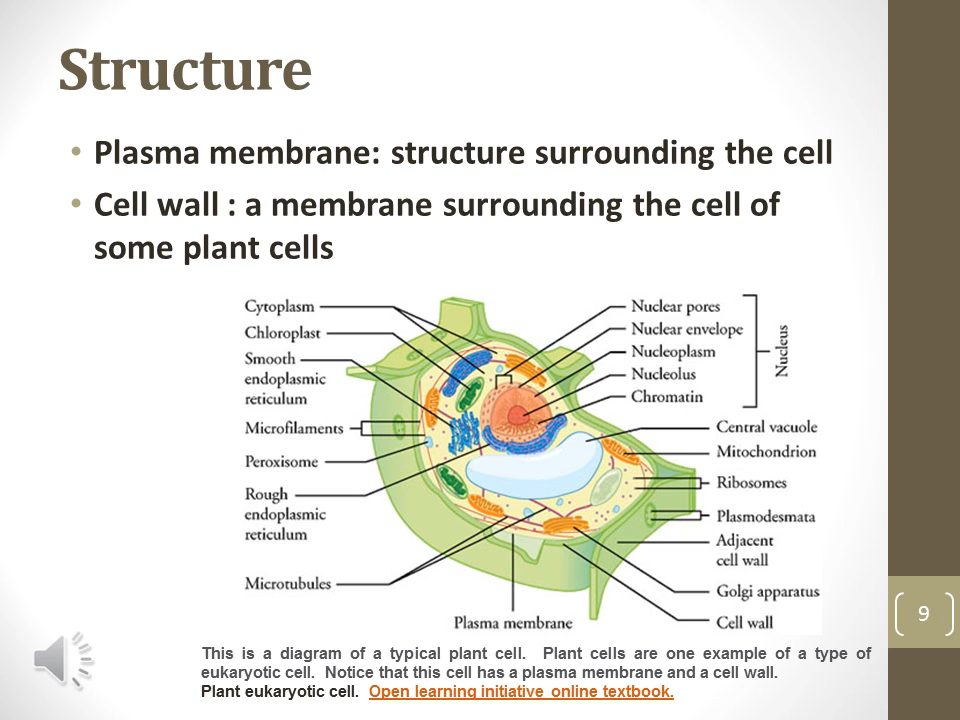 Structure
• Plasma membrane: structure surrounding the cell
• Cell wall : a membrane surrounding the cell of
some plant cells
Cytoplasm
Chloroplast
Smooth
endoplasmic
reticulum
Microfilaments
Peroxisome
Rough
endoplasmic
reticulum
Microtubules
Plasma membrane
Nuclear pores
Nuclear envelope
Nucleoplasm
Nucleolus
Chromatin
Nucleus
Central vacuole
Mitochondrion
Ribosomes
Plasmodesmata
Adjacent
cell wall
Golgi apparatus
Cell wall
9
This is a diagram of a typical plant cell. Plant cells are one example of a type of
eukaryotic cell. Notice that this cell has a plasma membrane and a cell wall.
Plant eukaryotic cell. Open learning initiative online textbook.